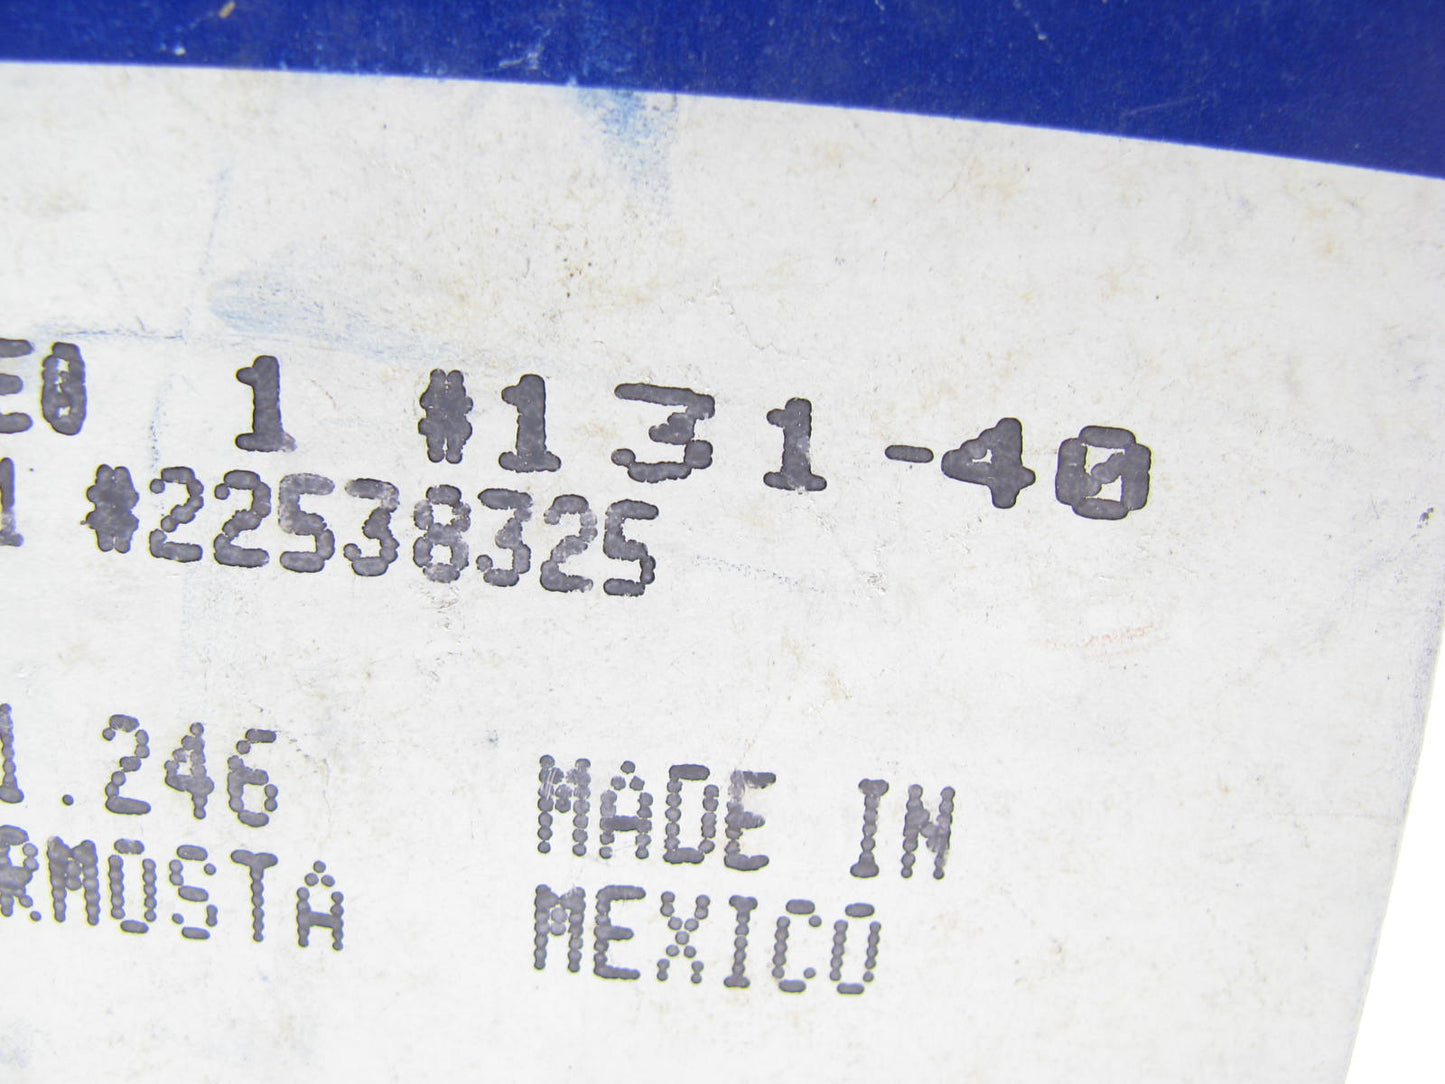 E0 1 #131-40
1 #22538325
1.246
RMOSTA
MADE IN
MEXICO